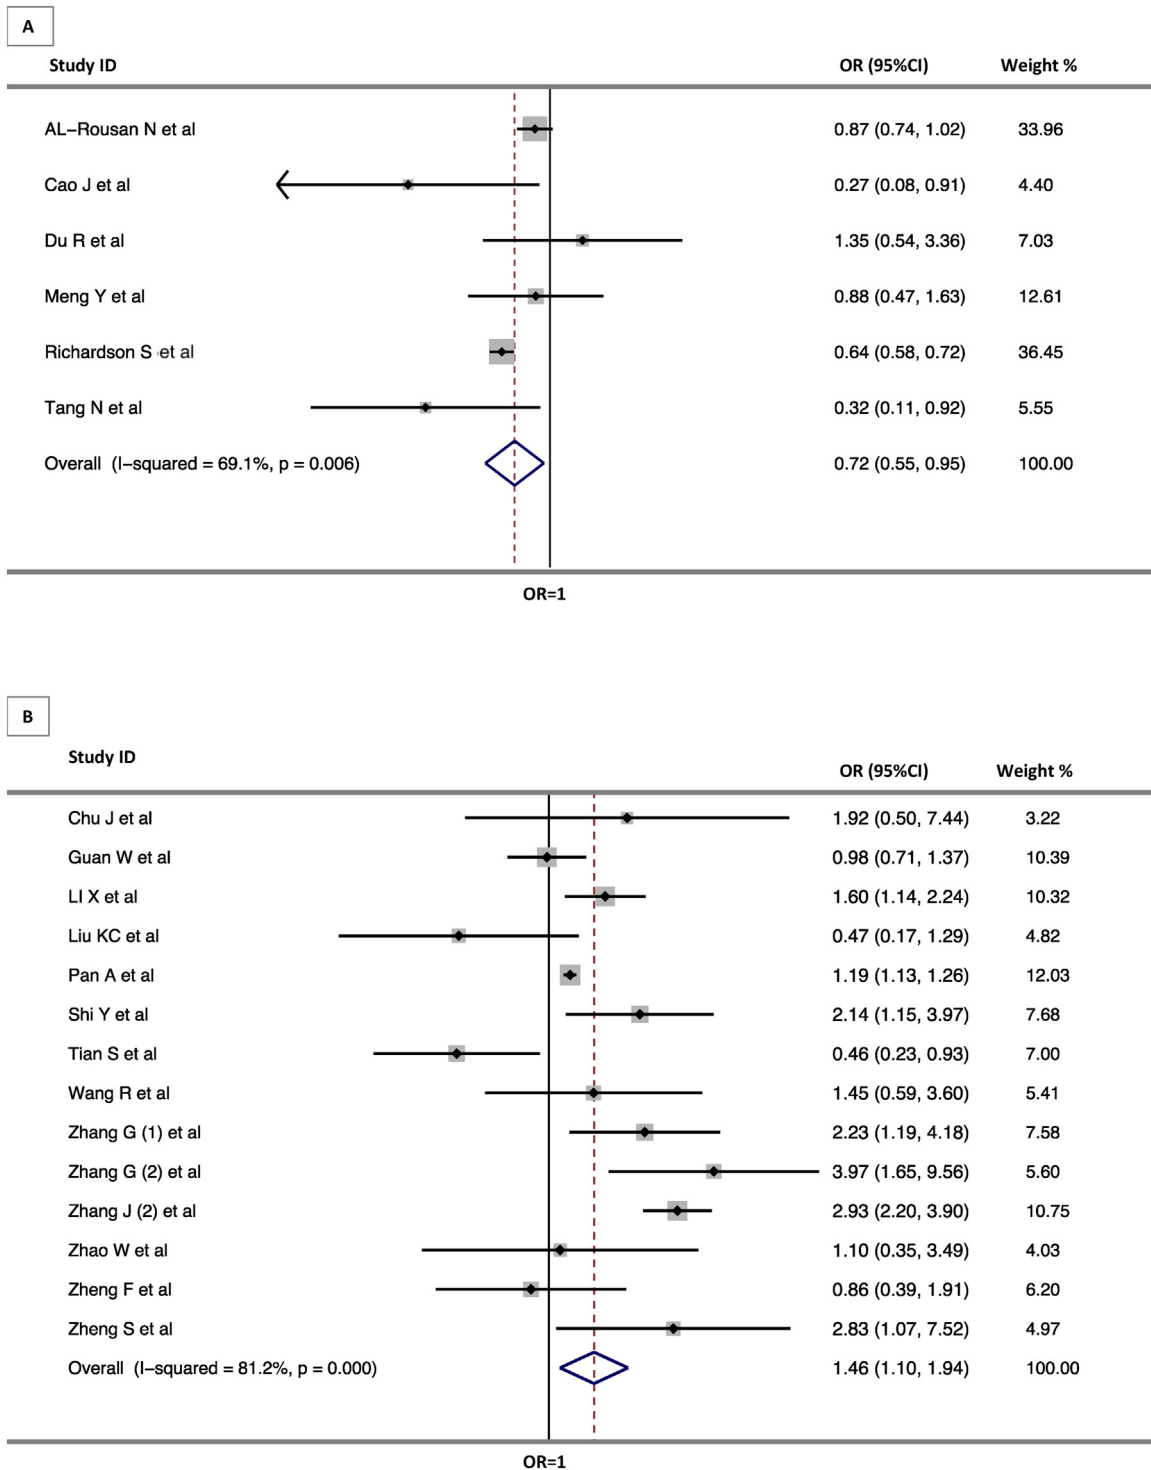 A
Study ID OR (95%CI) Weight %
AL−Rousan N et al 0.87 (0.74, 1.02) 33.96
Cao J et al 0.27 (0.08, 0.91) 4.40
Du R et al 1.35 (0.54, 3.36) 7.03
Meng Y et al 0.88 (0.47, 1.63) 12.61
Richardson S et al 0.64 (0.58, 0.72) 36.45
Tang N et al 0.32 (0.11, 0.92) 5.55
Overall (I−squared = 69.1%, p = 0.006) 0.72 (0.55, 0.95) 100.00
OR=1
B
Study ID OR (95%CI) Weight %
Chu J et al 1.92 (0.50, 7.44) 3.22
Guan W et al 0.98 (0.71, 1.37) 10.39
LI X et al 1.60 (1.14, 2.24) 10.32
Liu KC et al 0.47 (0.17, 1.29) 4.82
Pan A et al 1.19 (1.13, 1.26) 12.03
Shi Y et al 2.14 (1.15, 3.97) 7.68
Tian S et al 0.46 (0.23, 0.93) 7.00
Wang R et al 1.45 (0.59, 3.60) 5.41
Zhang G (1) et al 2.23 (1.19, 4.18) 7.58
Zhang G (2) et al 3.97 (1.65, 9.56) 5.60
Zhang J (2) et al 2.93 (2.20, 3.90) 10.75
Zhao W et al 1.10 (0.35, 3.49) 4.03
Zheng F et al 0.86 (0.39, 1.91) 6.20
Zheng S et al 2.83 (1.07, 7.52) 4.97
Overall (I−squared = 81.2%, p = 0.000) 1.46 (1.10, 1.94) 100.00
OR=1